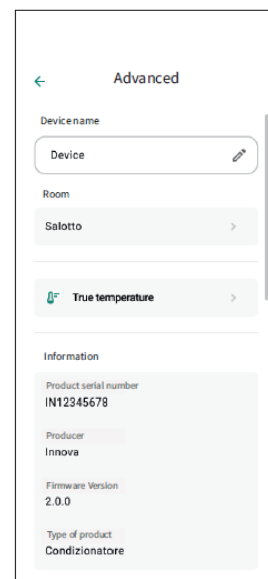 Advanced
Device name
Device
Room
Salotto
True temperature
Information
Product serial number
IN12345678
Producer
Innova
Firmware Version
2.0.0
Type of product
Condizionatore